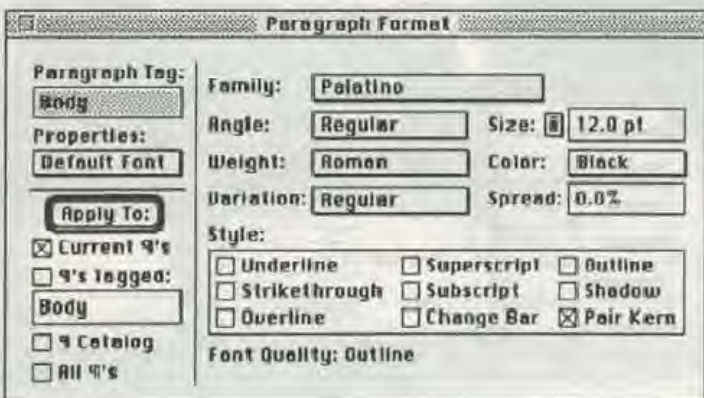 Paragraph Format
Paragraph Tag:
Body
Properties:
Default Font
Apply To:
Current ¶'s
¶'s Tagged:
Body
¶ Catalog
All ¶'s
Family: Palatino
Angle: Regular Size: 12.0 pt
Weight: Roman Color: Black
Variation: Regular Spread: 0.0%
Style:
Underline Superscript Outline
Strikethrough Subscript Shadow
Overline Change Bar Pair Kern
Font Quality: Outline